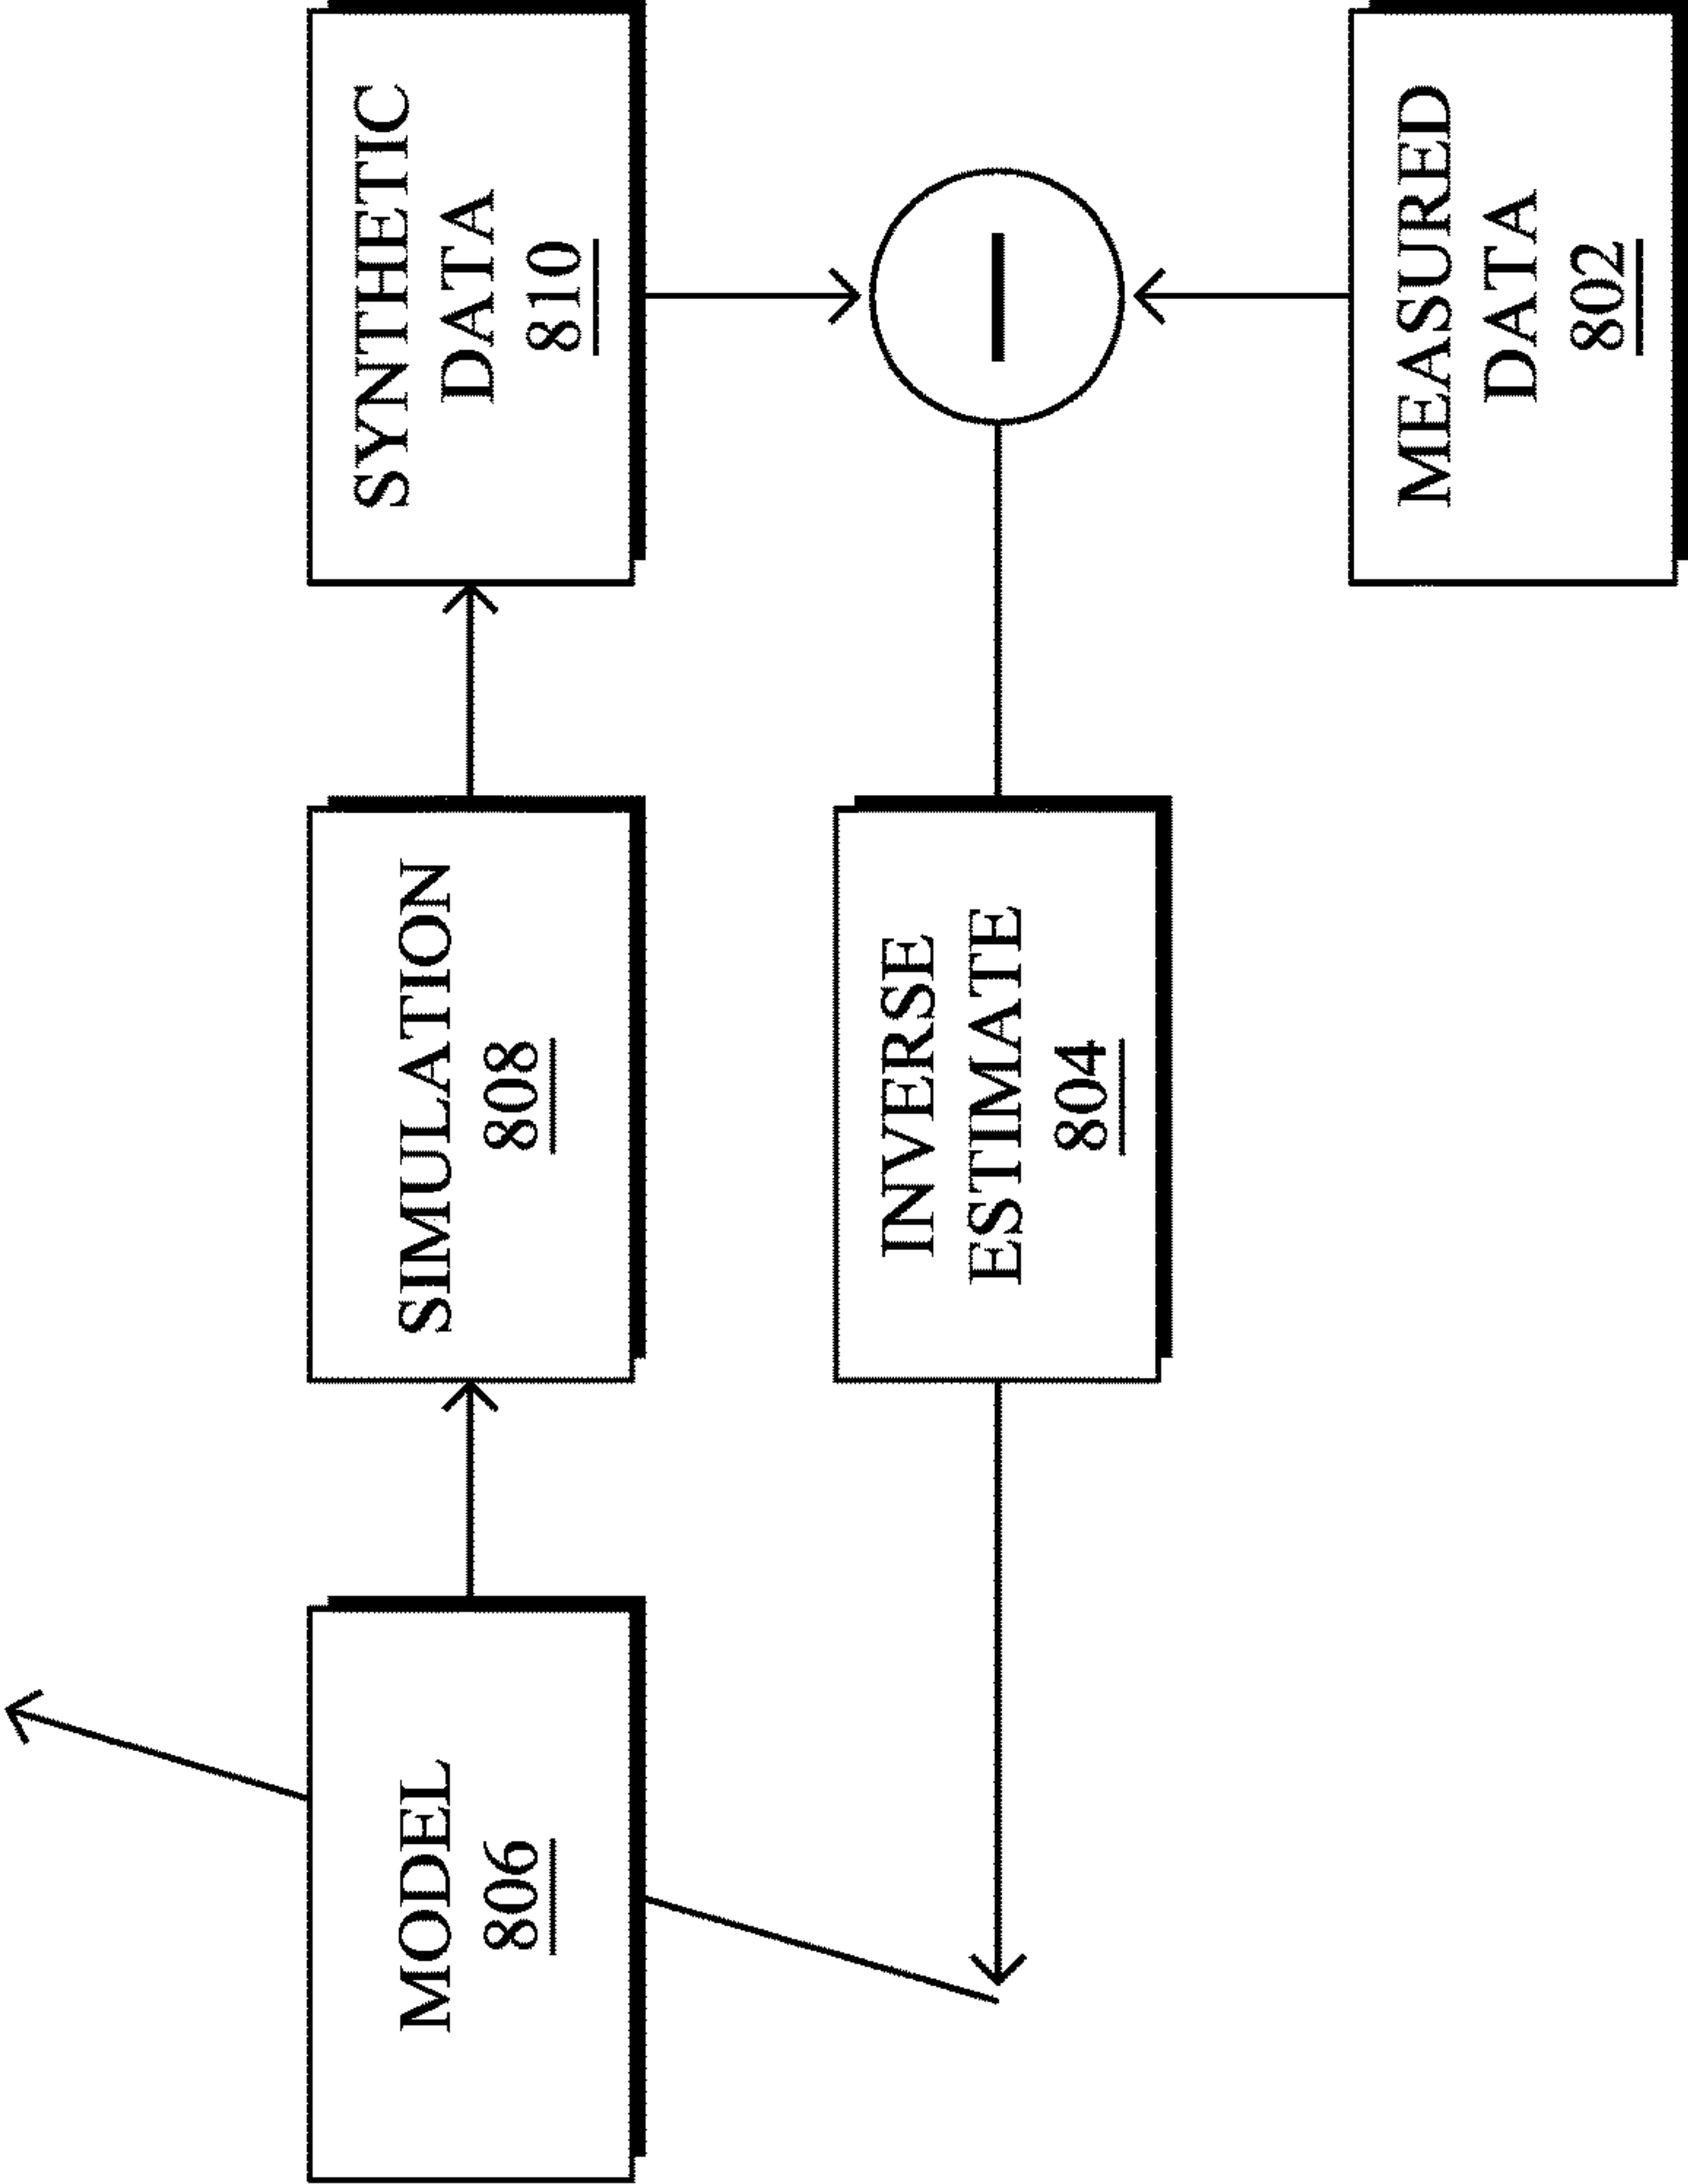 MODEL
806
SIMULATION
808
SYNTHETIC
DATA
810
INVERSE
ESTIMATE
804
MEASURED
DATA
802